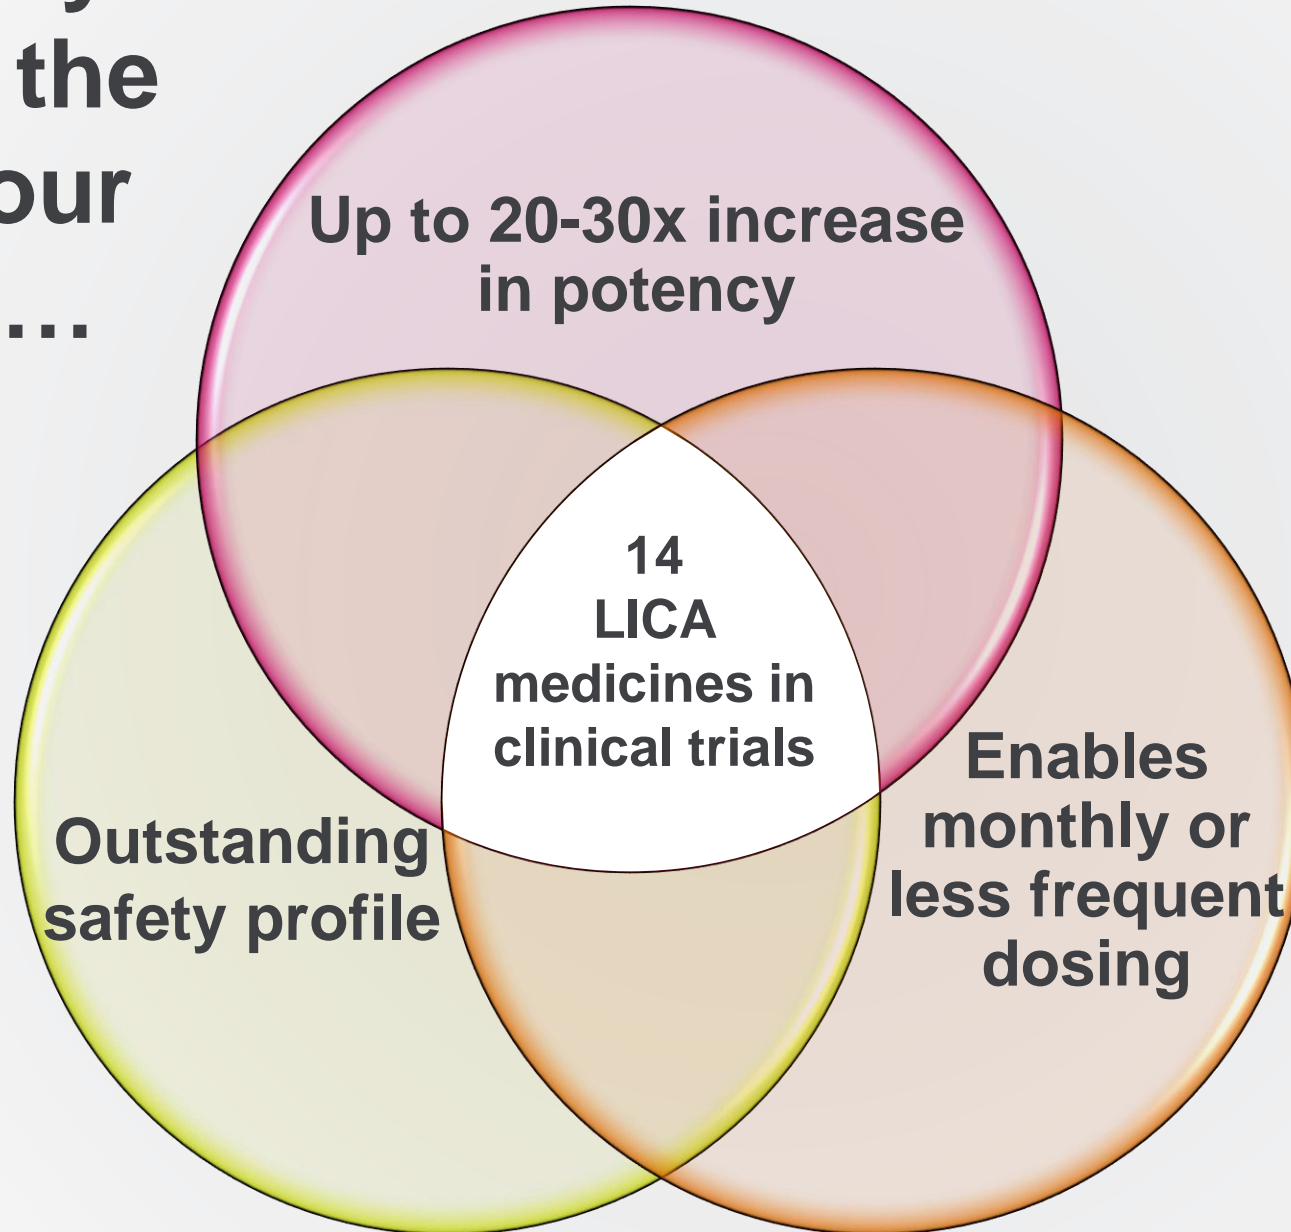 the
our
...
Up to 20-30x increase
in potency
14
LICA
medicines in
clinical trials
Outstanding
safety profile
Enables
monthly or
less frequent
dosing